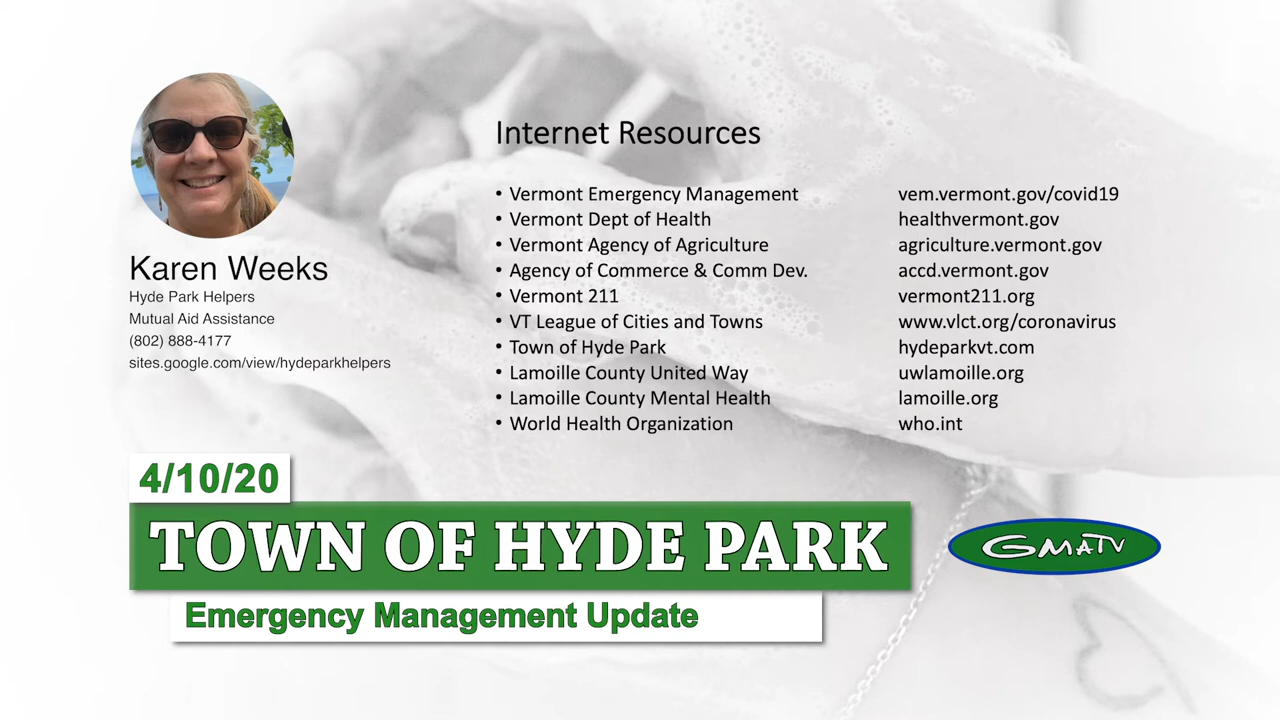 Karen Weeks
Hyde Park Helpers
Mutual Aid Assistance
(802) 888-4177
sites.google.com/view/hydeparkhelpers
Internet Resources
• Vermont Emergency Management vem.vermont.gov/covid19
• Vermont Dept of Health healthvermont.gov
• Vermont Agency of Agriculture agriculture.vermont.gov
• Agency of Commerce & Comm Dev. accd.vermont.gov
• Vermont 211 vermont211.org
• VT League of Cities and Towns www.vlct.org/coronavirus
• Town of Hyde Park hydeparkvt.com
• Lamoille County United Way uwlamoille.org
• Lamoille County Mental Health lamoille.org
• World Health Organization who.int
4/10/20
TOWN OF HYDE PARK
GMATV
Emergency Management Update